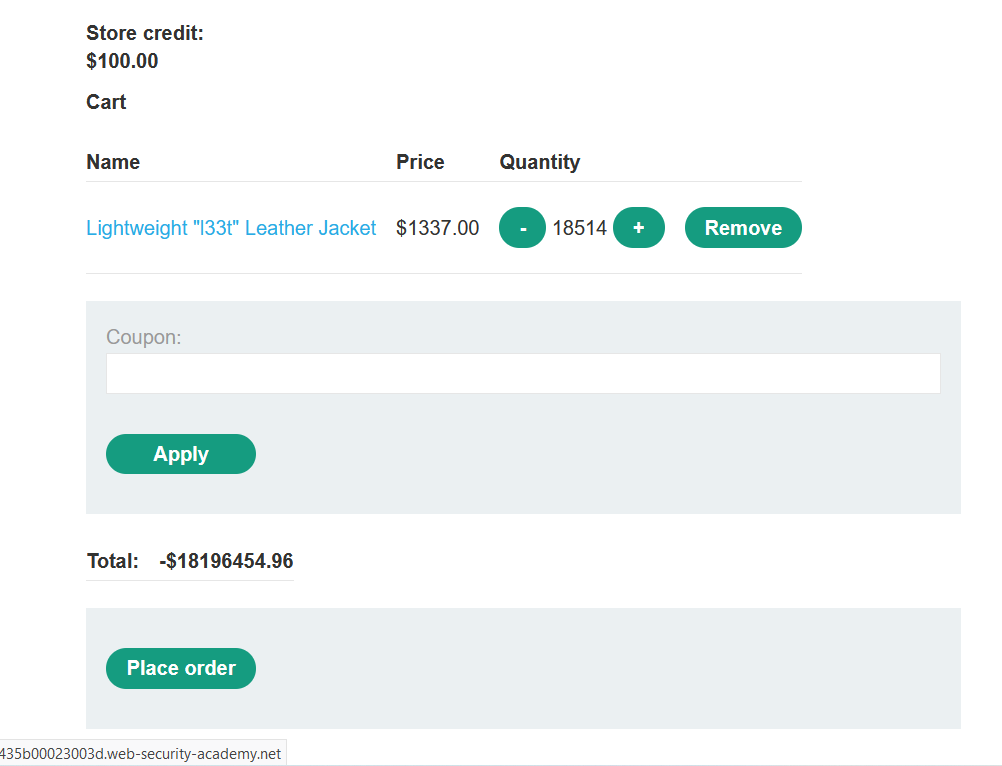 Store credit:
$100.00
Cart
Name Price Quantity
Lightweight "l33t" Leather Jacket $1337.00 - 18514 + Remove
Coupon:
Apply
Total: -$18196454.96
Place order
435b00023003d.web-security-academy.net